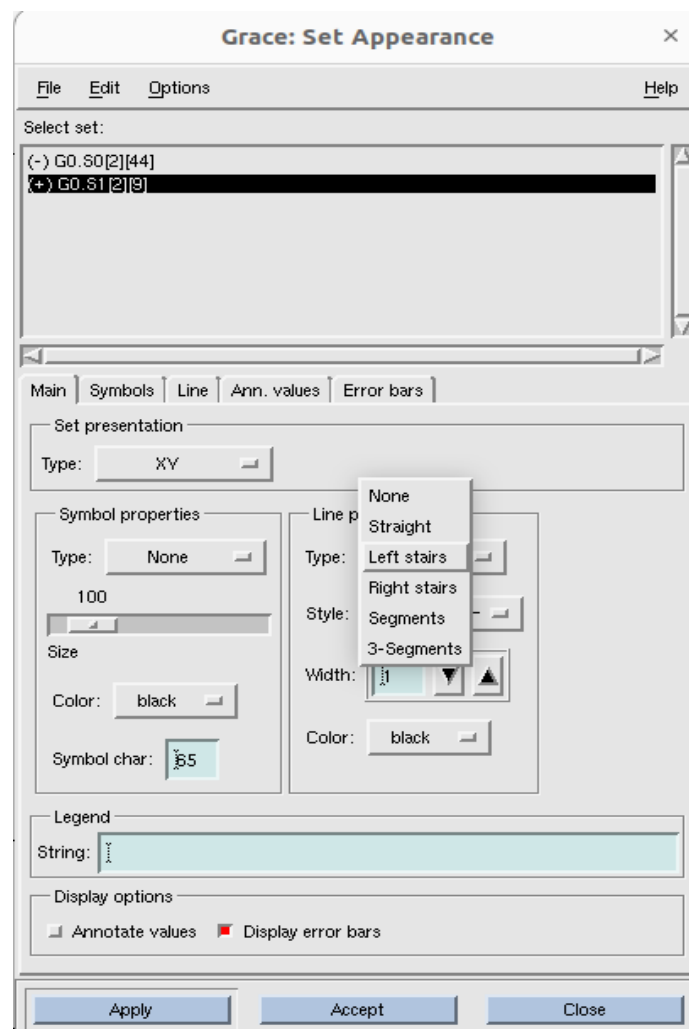 Grace: Set Appearance ×
File Edit Options Help
Select set:
(-) G0.S0[2][44]
(+) G0.S1[2][9]
Main Symbols Line Ann. values Error bars
Set presentation
Type: XY
Symbol properties
Type: None
100
Size
Color: black
Symbol char: 65
Line p
Type:
None
Straight
Left stairs
Right stairs
Segments
3-Segments
Style:
Width: 1
Color: black
Legend
String:
Display options
Annotate values Display error bars
Apply Accept Close